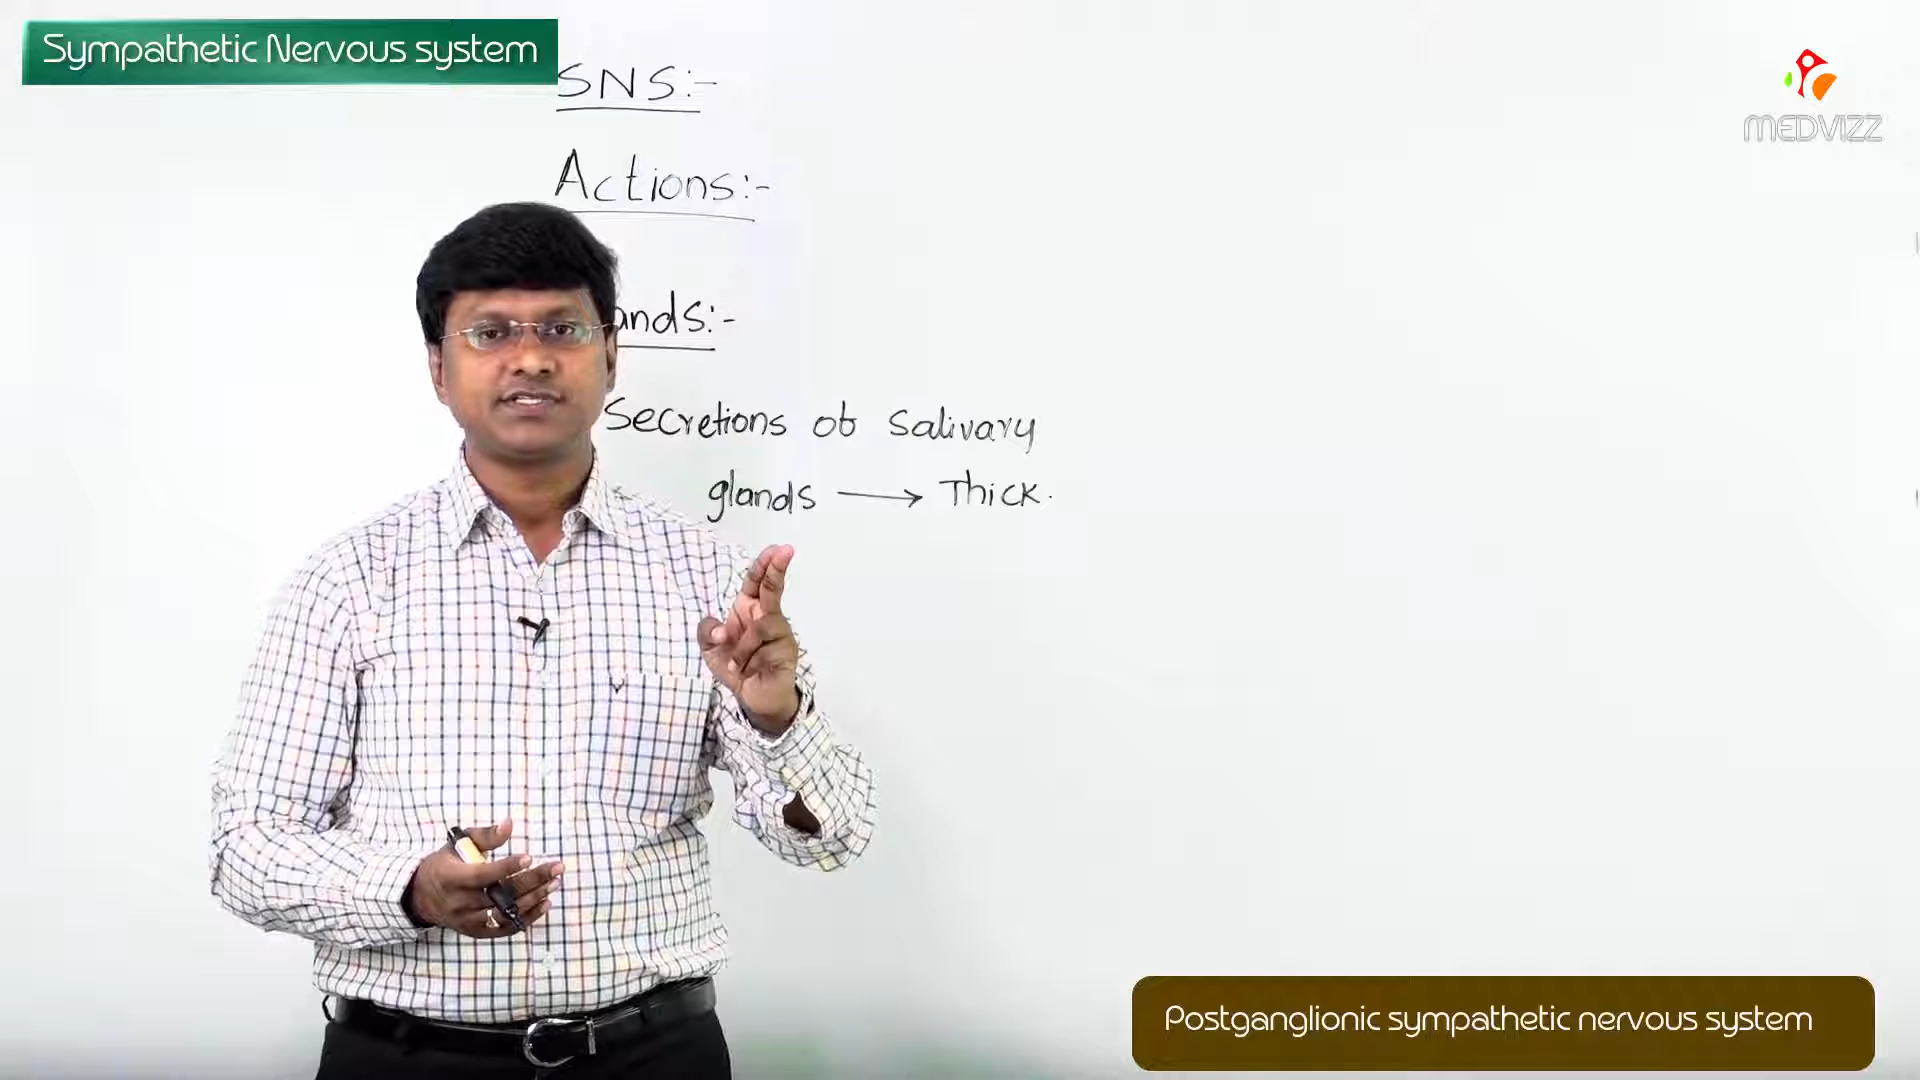 Sympathetic Nervous system
SNS:-
Actions:-
ands:-
Secretions of Salivary
glands → Thick.
MEDVIZZ
Postganglionic sympathetic nervous system